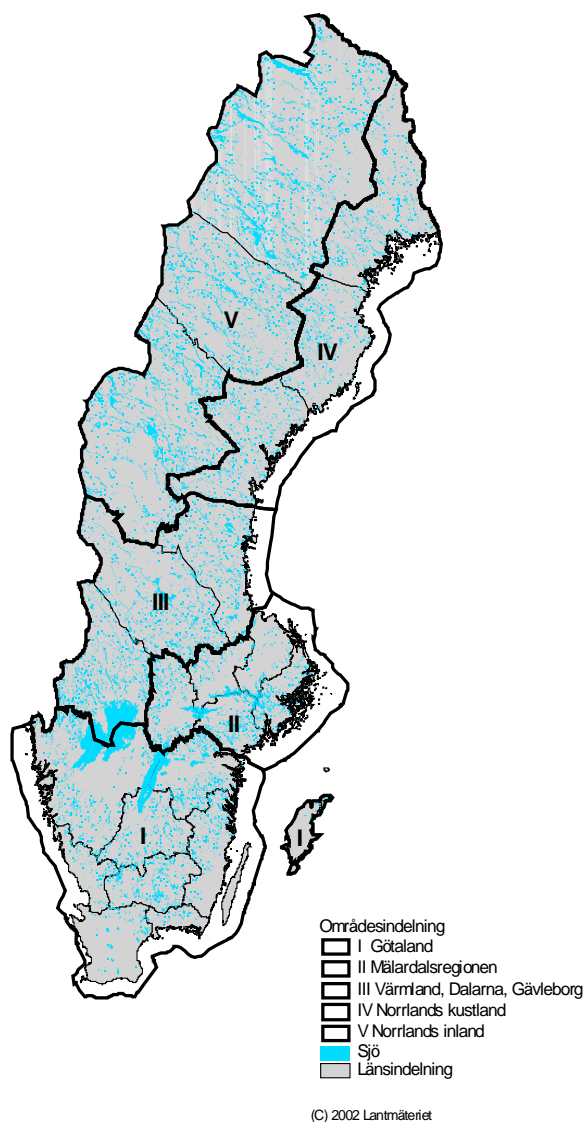 V
IV
III
II
I
I
Områdesindelning
I Götaland
II Mälardalsregionen
III Värmland, Dalarna, Gävleborg
IV Norrlands kustland
V Norrlands inland
Sjö
Länsindelning
(C) 2002 Lantmäteriet